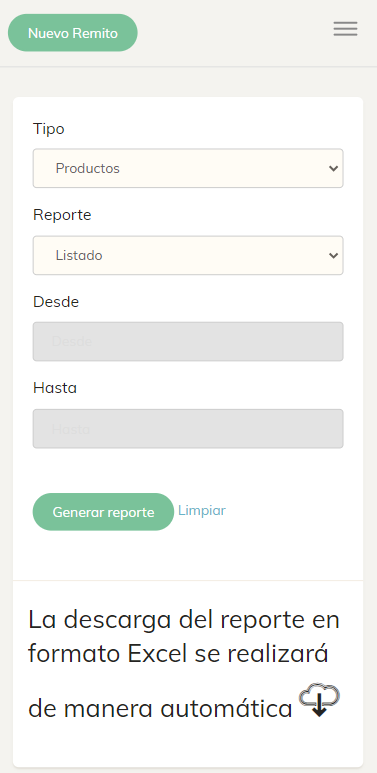 Nuevo Remito
Tipo
Productos
Reporte
Listado
Desde
Desde
Hasta
Hasta
Generar reporte Limpiar
La descarga del reporte en
formato Excel se realizará
de manera automática